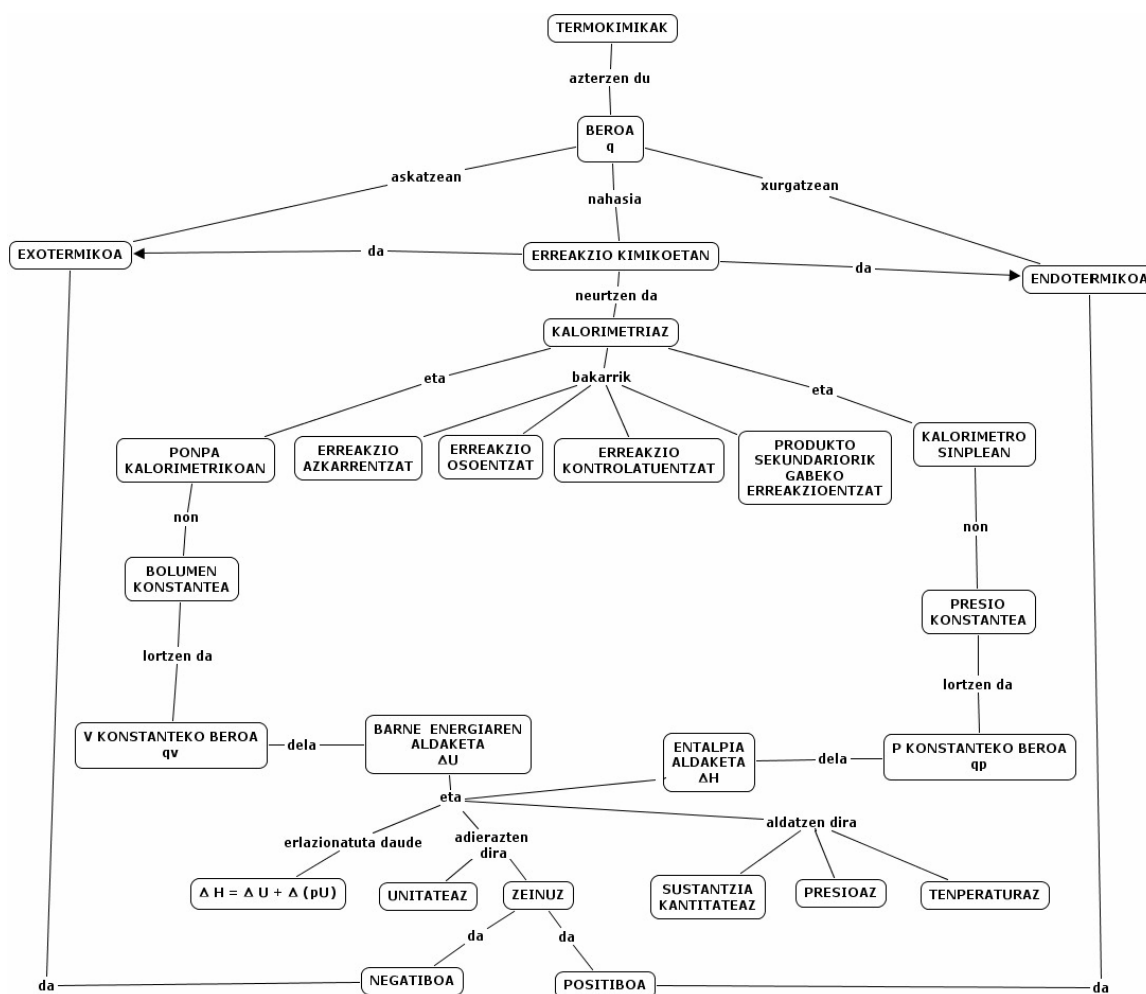 TERMOKIMIKAK
azterzen du
BEROA
q
askatzean
xurgatzean
nahasia
EXOTERMIKOA
da
ERREAKZIO KIMIKOETAN
da
ENDOTERMIKOA
neurtzen da
KALORIMETRIAZ
eta
bakarrik
eta
PONPA
KALORIMETRIKOAN
ERREAKZIO
AZKARRENTZAT
ERREAKZIO
OSOENTZAT
ERREAKZIO
KONTROLATUENTZAT
PRODUKTO
SEKUNDARIORIK
GABEKO
ERREAKZIOENTZAT
KALORIMETRO
SINPLEAN
non
non
BOLUMEN
KONSTANTEA
PRESIO
KONSTANTEA
lortzen da
lortzen da
V KONSTANTEKO BEROA
qv
dela
BARNE ENERGIAREN
ALDAKETA
ΔU
ENTALPIA
ALDAKETA
ΔH
dela
P KONSTANTEKO BEROA
qp
eta
erlazionatuta daude
adierazten
dira
aldatzen dira
Δ H = Δ U + Δ (pU)
UNITATEAZ
ZEINUZ
SUSTANTZIA
KANTITATEAZ
PRESIOAZ
TENPERATURAZ
da
da
da
NEGATIBOA
POSITIBOA
da